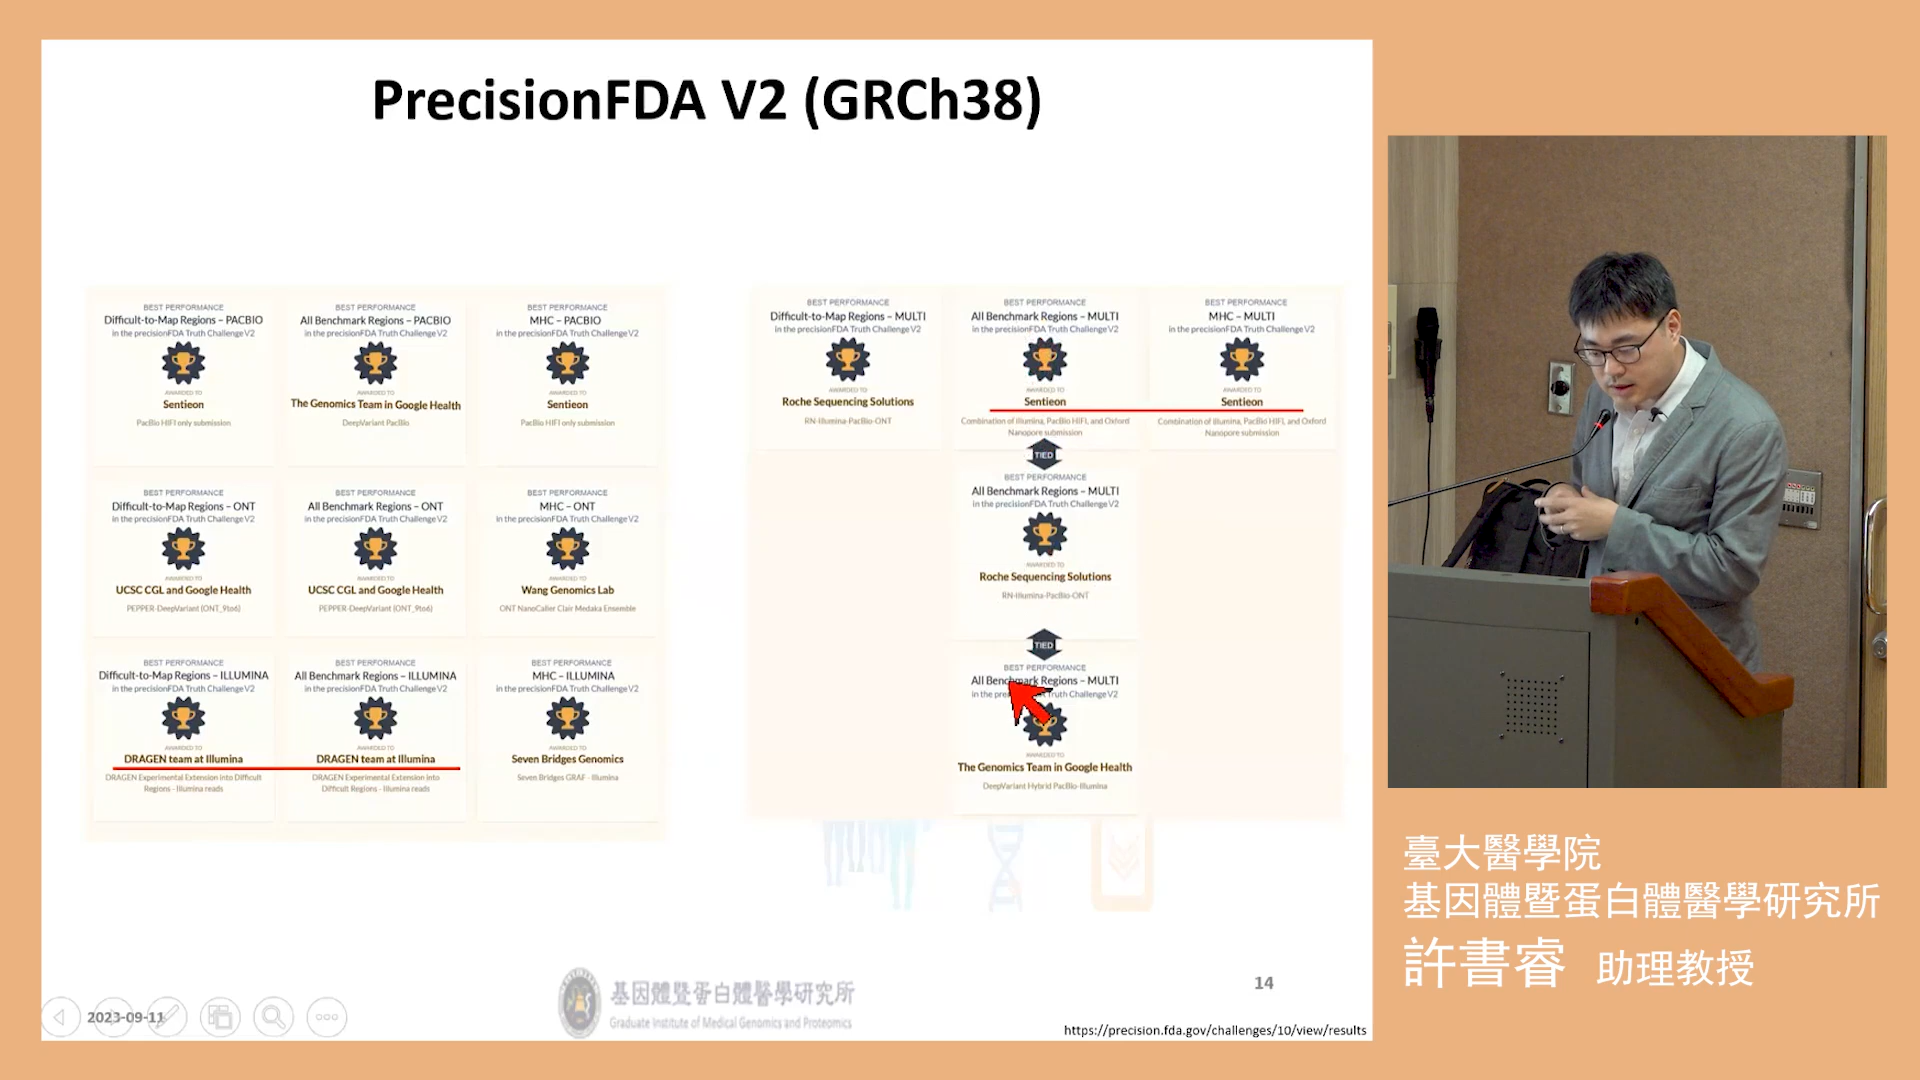 PrecisionFDA V2 (GRCh38)
BEST PERFORMANCE
Difficult-to-Map Regions – PACBIO
in the precisionFDA Truth Challenge V2
AWARDED TO
Sentieon
PacBio HIFI only submission
BEST PERFORMANCE
All Benchmark Regions – PACBIO
in the precisionFDA Truth Challenge V2
AWARDED TO
The Genomics Team in Google Health
DeepVariant PacBio
BEST PERFORMANCE
MHC – PACBIO
in the precisionFDA Truth Challenge V2
AWARDED TO
Sentieon
PacBio HIFI only submission
BEST PERFORMANCE
Difficult-to-Map Regions – ONT
in the precisionFDA Truth Challenge V2
AWARDED TO
UCSC CGL and Google Health
PEPPER-DeepVariant (ONT_9to6)
BEST PERFORMANCE
All Benchmark Regions – ONT
in the precisionFDA Truth Challenge V2
AWARDED TO
UCSC CGL and Google Health
PEPPER-DeepVariant (ONT_9to6)
BEST PERFORMANCE
MHC – ONT
in the precisionFDA Truth Challenge V2
AWARDED TO
Wang Genomics Lab
ONT NanoCaller Clair Medaka Ensemble
BEST PERFORMANCE
Difficult-to-Map Regions – ILLUMINA
in the precisionFDA Truth Challenge V2
AWARDED TO
DRAGEN team at Illumina
DRAGEN Experimental Extension into Difficult
Regions - Illumina reads
BEST PERFORMANCE
All Benchmark Regions – ILLUMINA
in the precisionFDA Truth Challenge V2
AWARDED TO
DRAGEN team at Illumina
DRAGEN Experimental Extension into
Difficult Regions - Illumina reads
BEST PERFORMANCE
MHC – ILLUMINA
in the precisionFDA Truth Challenge V2
AWARDED TO
Seven Bridges Genomics
Seven Bridges GRAF - Illumina
BEST PERFORMANCE
Difficult-to-Map Regions – MULTI
in the precisionFDA Truth Challenge V2
AWARDED TO
Roche Sequencing Solutions
RN-Illumina-PacBio-ONT
BEST PERFORMANCE
All Benchmark Regions – MULTI
in the precisionFDA Truth Challenge V2
AWARDED TO
Sentieon
Combination of Illumina, PacBio HIFI, and Oxford
Nanopore submission
BEST PERFORMANCE
MHC – MULTI
in the precisionFDA Truth Challenge V2
AWARDED TO
Sentieon
Combination of Illumina, PacBio HIFI, and Oxford
Nanopore submission
TIED
BEST PERFORMANCE
All Benchmark Regions – MULTI
in the precisionFDA Truth Challenge V2
AWARDED TO
Roche Sequencing Solutions
RN-Illumina-PacBio-ONT
TIED
BEST PERFORMANCE
All Benchmark Regions – MULTI
in the Truth Challenge V2
AWARDED TO
The Genomics Team in Google Health
DeepVariant Hybrid PacBio-Illumina
2023-09-11
基因體暨蛋白體醫學研究所
Graduate Institute of Medical Genomics and Proteomics
14
https://precision.fda.gov/challenges/10/view/results
臺大醫學院
基因體暨蛋白體醫學研究所
許書睿 助理教授